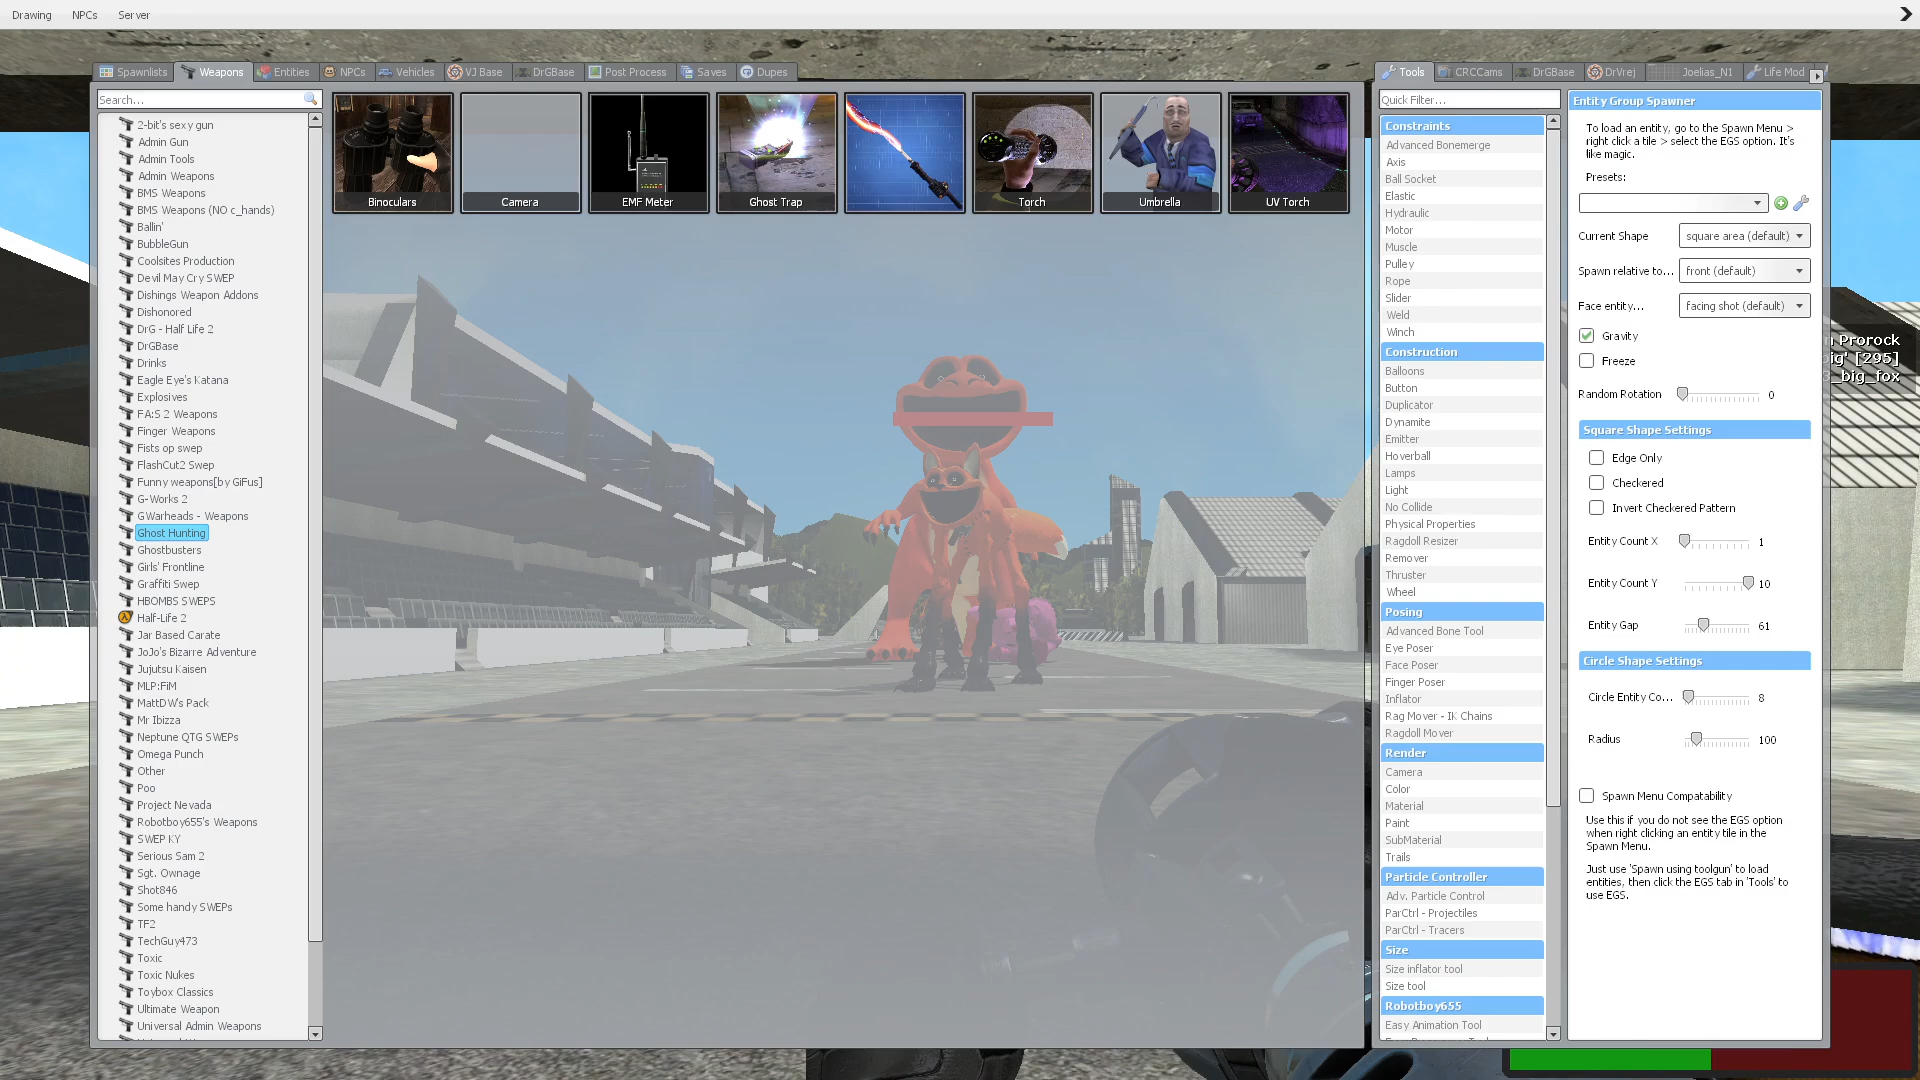 Drawing NPCs Server
Spawnlists Weapons Entities NPCs Vehicles VJ Base DrGBase Post Process Saves Dupes
Search...
2-bit's sexy gun
Admin Gun
Admin Tools
Admin Weapons
BMS Weapons
BMS Weapons (NO c_hands)
Ballin'
BubbleGun
Coolsites Production
Devil May Cry SWEP
Dishings Weapon Addons
Dishonored
DrG - Half Life 2
DrGBase
Drinks
Eagle Eye's Katana
Explosives
FA:S 2 Weapons
Finger Weapons
Fists op swep
FlashCut2 Swep
Funny weapons[by GiFus]
G-Works 2
GWarheads - Weapons
Ghost Hunting
Ghostbusters
Girls' Frontline
Graffiti Swep
HBOMBS SWEPS
Half-Life 2
Jar Based Carate
JoJo's Bizarre Adventure
Jujutsu Kaisen
MLP:FiM
MattDW's Pack
Mr Ibizza
Neptune QTG SWEPs
Omega Punch
Other
Poo
Project Nevada
Robotboy655's Weapons
SWEP KY
Serious Sam 2
Sgt. Ownage
Shot846
Some handy SWEPs
TF2
TechGuy473
Toxic
Toxic Nukes
Toybox Classics
Ultimate Weapon
Universal Admin Weapons
Binoculars
Camera
EMF Meter
Ghost Trap
Torch
Umbrella
UV Torch
Tools CRCCams DrGBase DrVrej Joelias_N1 Life Mod
Quick Filter...
Constraints
Advanced Bonemerge
Axis
Ball Socket
Elastic
Hydraulic
Motor
Muscle
Pulley
Rope
Slider
Weld
Winch
Construction
Balloons
Button
Duplicator
Dynamite
Emitter
Hoverball
Lamps
Light
No Collide
Physical Properties
Ragdoll Resizer
Remover
Thruster
Wheel
Posing
Advanced Bone Tool
Eye Poser
Face Poser
Finger Poser
Inflator
Rag Mover - IK Chains
Ragdoll Mover
Render
Camera
Color
Material
Paint
SubMaterial
Trails
Particle Controller
Adv. Particle Control
ParCtrl - Projectiles
ParCtrl - Tracers
Size
Size inflator tool
Size tool
Robotboy655
Easy Animation Tool
Entity Group Spawner
To load an entity, go to the Spawn Menu >
right click a tile > select the EGS option. It's
like magic.
Presets:
Current Shape square area (default)
Spawn relative to... front (default)
Face entity... facing shot (default)
Gravity
Freeze
Random Rotation 0
Square Shape Settings
Edge Only
Checkered
Invert Checkered Pattern
Entity Count X 1
Entity Count Y 10
Entity Gap 61
Circle Shape Settings
Circle Entity Co... 8
Radius 100
Spawn Menu Compatability
Use this if you do not see the EGS option
when right clicking an entity tile in the
Spawn Menu.
Just use 'Spawn using toolgun' to load
entities, then click the EGS tab in 'Tools' to
use EGS.
Prorock
[295]
_big_fox